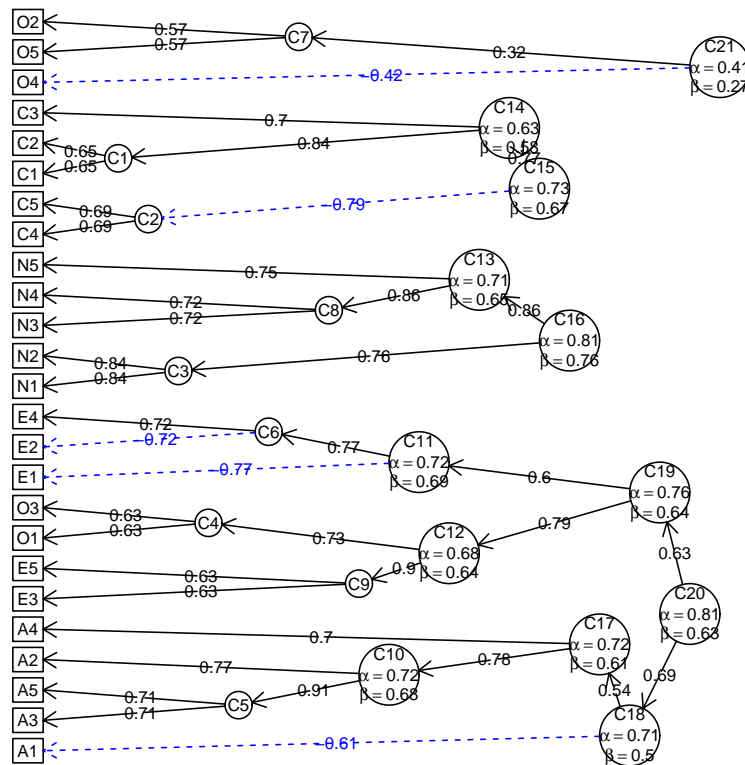 O2
0.57
C7
O5
0.57
0.32
C21
α = 0.41
β = 0.27
O4
−0.42
C3
0.7
C14
α = 0.63
β = 0.58
C2
0.65
C1
0.84
C1
0.65
C15
α = 0.73
β = 0.67
C5
0.69
C2
−0.79
C4
0.69
N5
0.75
C13
α = 0.71
β = 0.65
N4
0.72
C8
0.86
N3
0.72
0.86
C16
α = 0.81
β = 0.76
N2
0.84
C3
0.76
N1
0.84
E4
0.72
C6
E2
−0.72
0.77
C11
α = 0.72
β = 0.69
E1
−0.77
0.6
C19
α = 0.76
β = 0.64
O3
0.63
C4
0.73
O1
0.63
C12
α = 0.68
β = 0.64
0.79
E5
0.63
C9
0.9
E3
0.63
0.63
C20
α = 0.81
β = 0.63
A4
0.7
C17
α = 0.72
β = 0.61
A2
0.77
C10
α = 0.72
β = 0.68
0.78
0.69
A5
0.71
C5
0.91
0.54
A3
0.71
A1
−0.61
C18
α = 0.71
β = 0.5